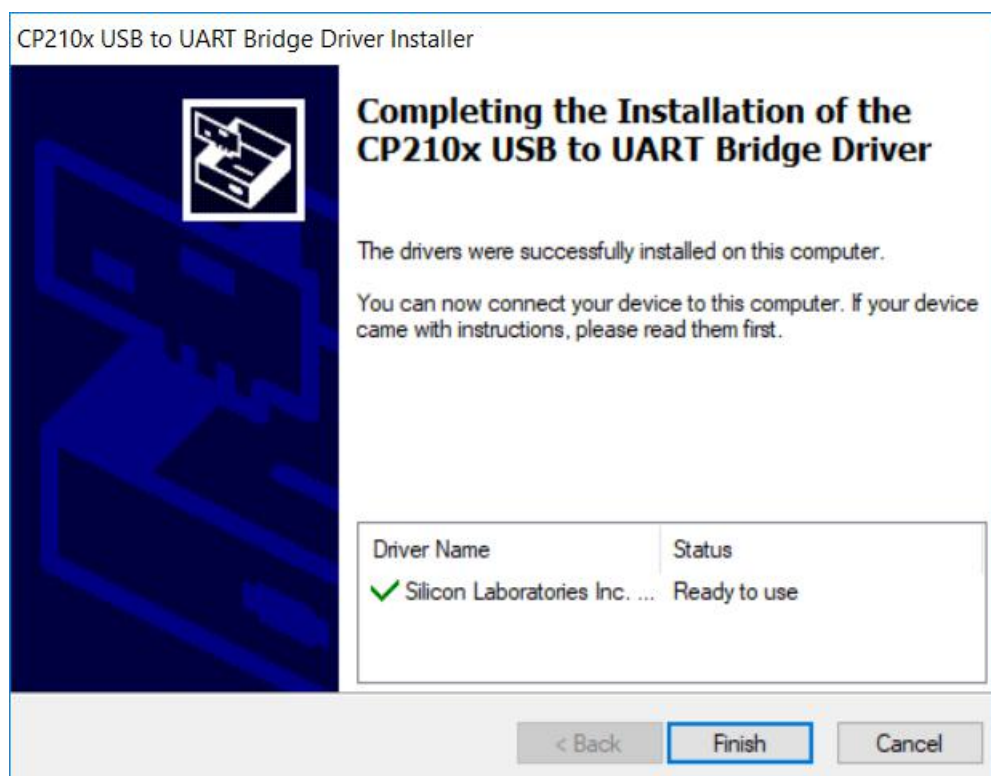 CP210x USB to UART Bridge Driver Installer
Completing the Installation of the
CP210x USB to UART Bridge Driver
The drivers were successfully installed on this computer.
You can now connect your device to this computer. If your device
came with instructions, please read them first.
Driver Name Status
Silicon Laboratories Inc. ... Ready to use
< Back Finish Cancel